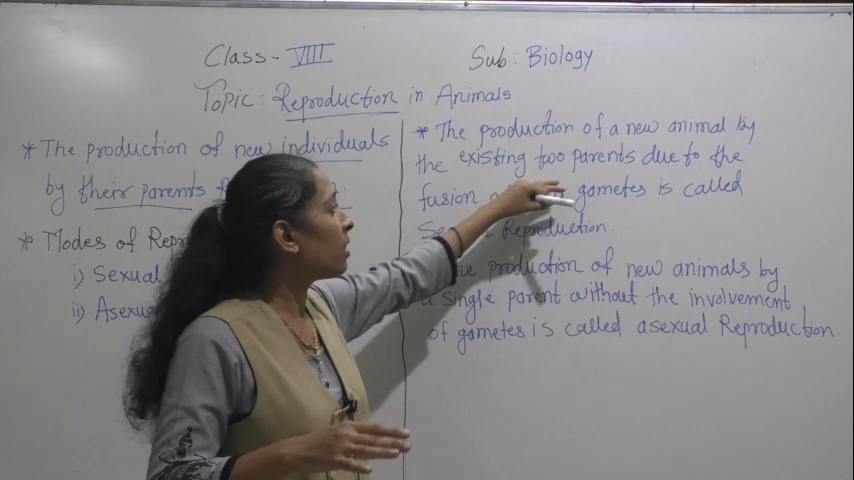 Class - VIII
Sub: Biology
Topic: Reproduction in Animals
* The production of new individuals
by their parents
* Modes of
i) Sexual
ii)
* The production of a new animal by
the existing two parents due to the
fusion gametes is called
Reproduction.
production of new animals by
a single parent without the involvement
of gametes is called asexual Reproduction.